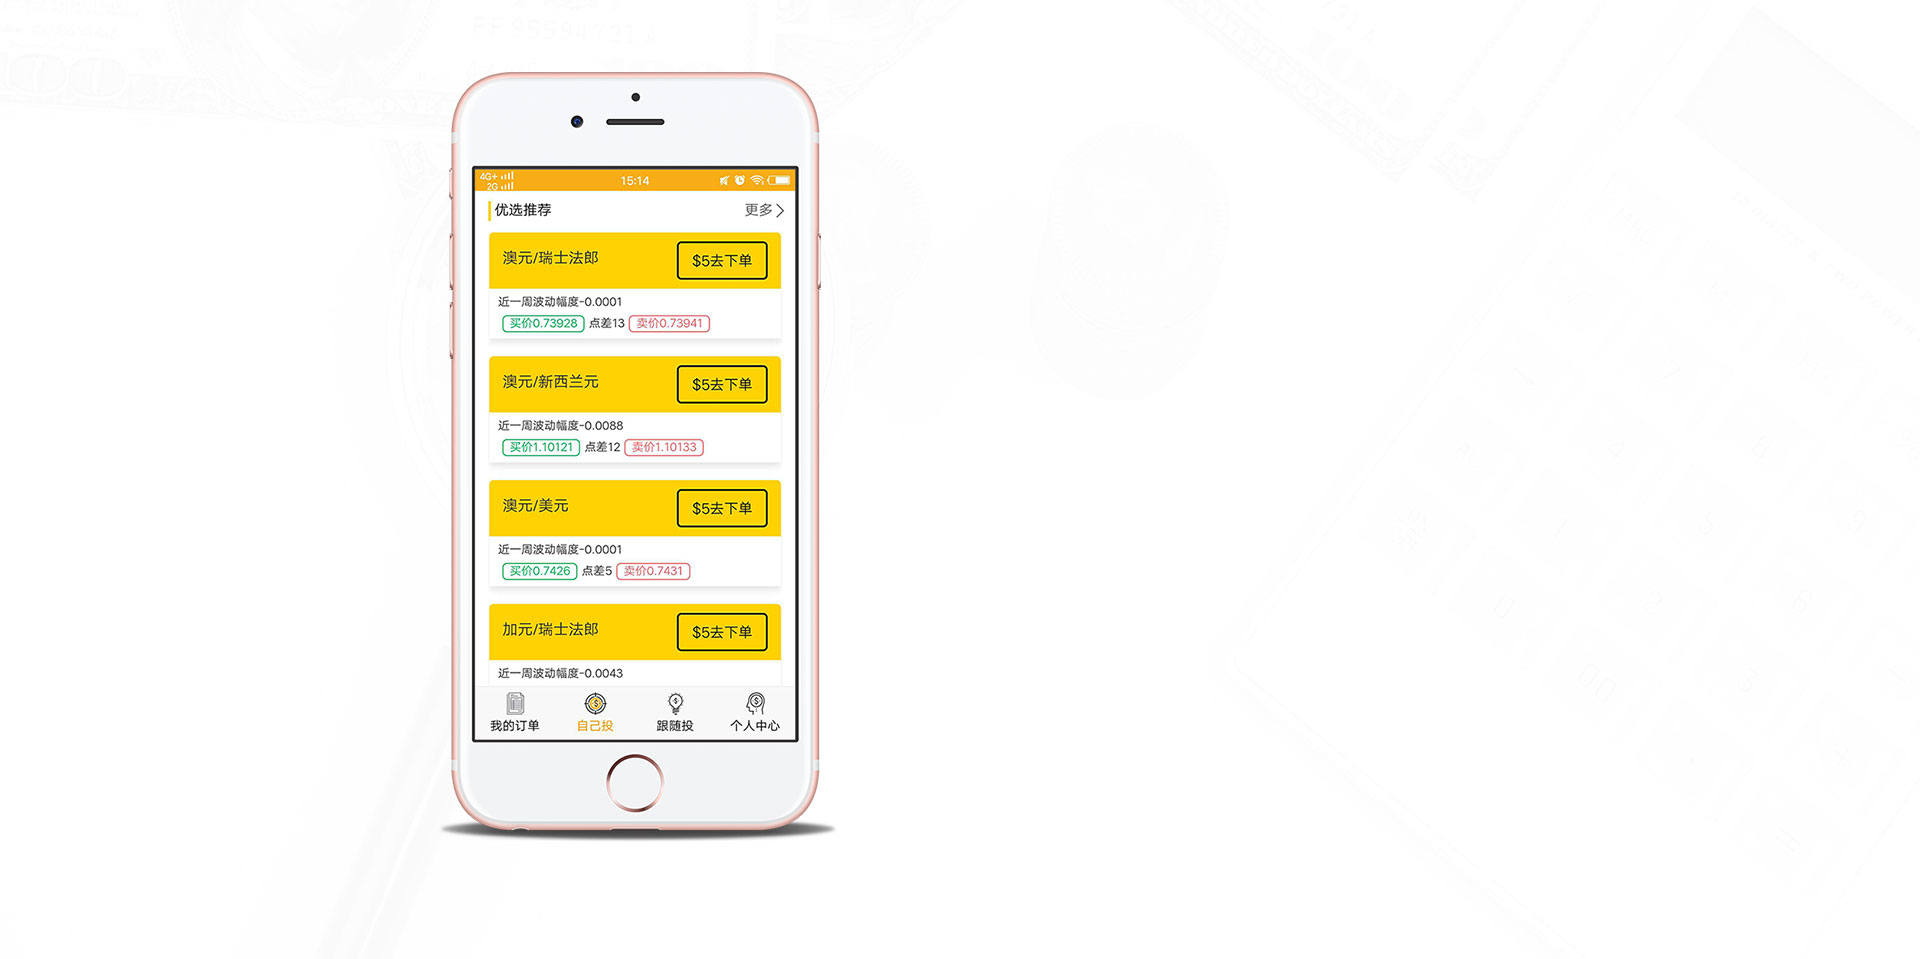 FF95594721A
4G+
2G
15:14
优选推荐 更多
澳元/瑞士法郎 $5去下单
近一周波动幅度-0.0001
买价0.73928 点差13 卖价0.73941
澳元/新西兰元 $5去下单
近一周波动幅度-0.0088
买价1.10121 点差12 卖价1.10133
澳元/美元 $5去下单
近一周波动幅度-0.0001
买价0.7426 点差5 卖价0.7431
加元/瑞士法郎 $5去下单
近一周波动幅度-0.0043
我的订单 自己投 跟随投 个人中心